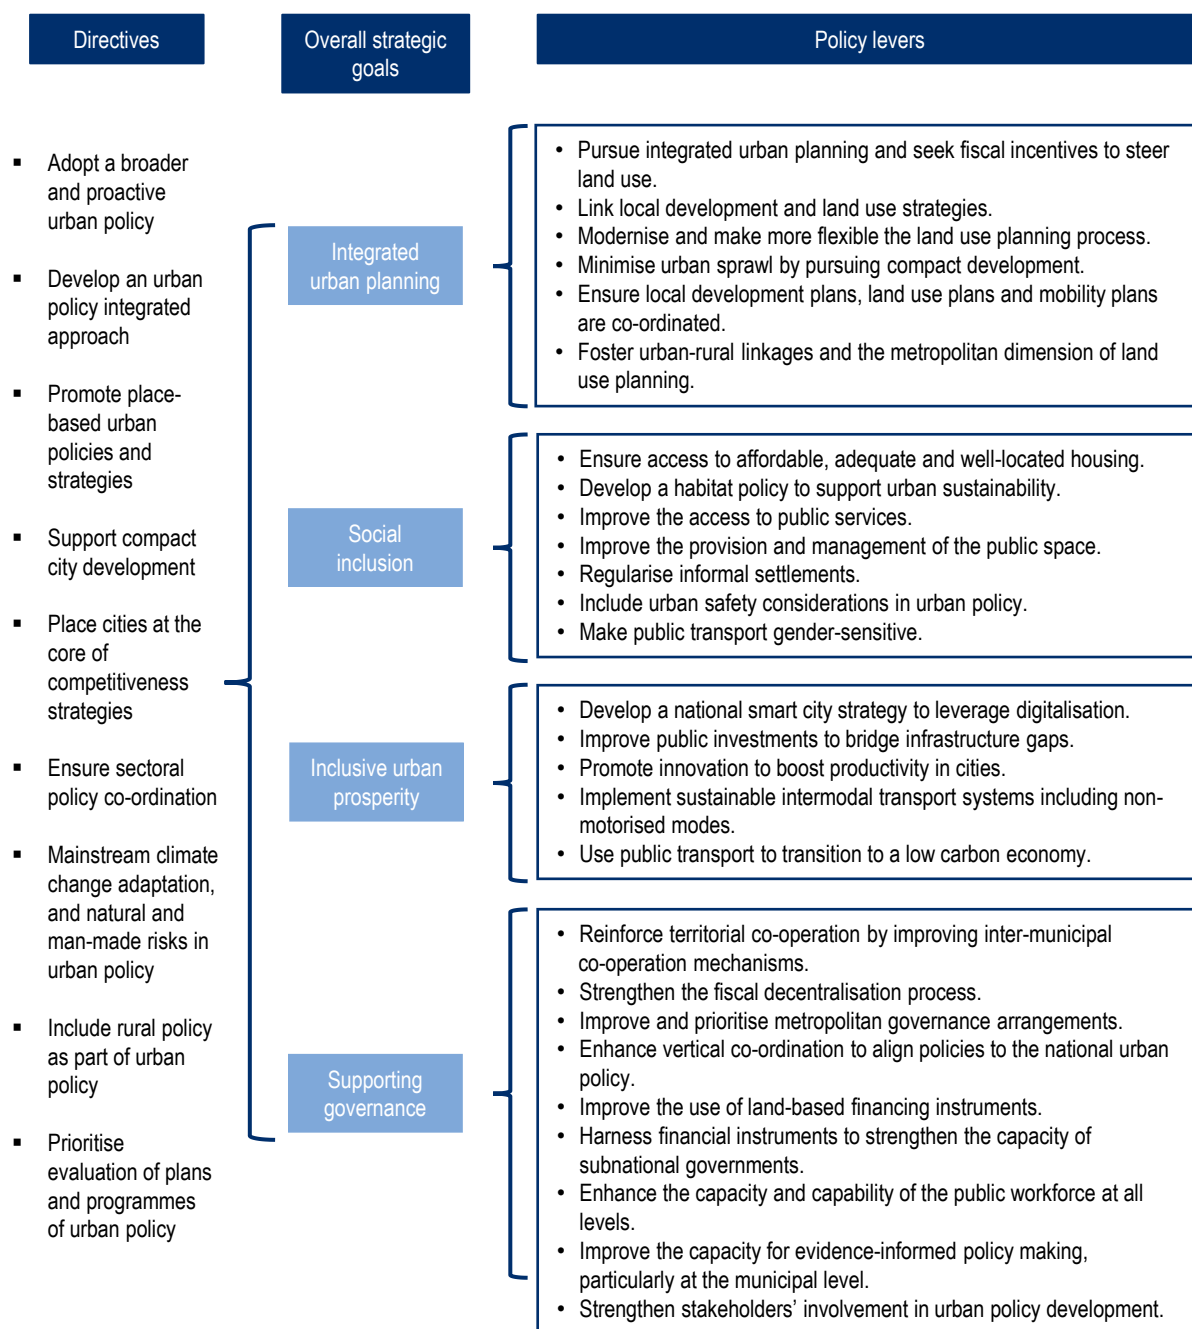 Directives
Overall strategic
goals
Policy levers
▪ Adopt a broader
and proactive
urban policy
▪ Develop an urban
policy integrated
approach
▪ Promote place-
based urban
policies and
strategies
▪ Support compact
city development
▪ Place cities at the
core of
competitiveness
strategies
▪ Ensure sectoral
policy co-ordination
▪ Mainstream climate
change adaptation,
and natural and
man-made risks in
urban policy
▪ Include rural policy
as part of urban
policy
▪ Prioritise
evaluation of plans
and programmes
of urban policy
Integrated
urban planning
• Pursue integrated urban planning and seek fiscal incentives to steer
land use.
• Link local development and land use strategies.
• Modernise and make more flexible the land use planning process.
• Minimise urban sprawl by pursuing compact development.
• Ensure local development plans, land use plans and mobility plans
are co-ordinated.
• Foster urban-rural linkages and the metropolitan dimension of land
use planning.
Social
inclusion
• Ensure access to affordable, adequate and well-located housing.
• Develop a habitat policy to support urban sustainability.
• Improve the access to public services.
• Improve the provision and management of the public space.
• Regularise informal settlements.
• Include urban safety considerations in urban policy.
• Make public transport gender-sensitive.
Inclusive urban
prosperity
• Develop a national smart city strategy to leverage digitalisation.
• Improve public investments to bridge infrastructure gaps.
• Promote innovation to boost productivity in cities.
• Implement sustainable intermodal transport systems including non-
motorised modes.
• Use public transport to transition to a low carbon economy.
Supporting
governance
• Reinforce territorial co-operation by improving inter-municipal
co-operation mechanisms.
• Strengthen the fiscal decentralisation process.
• Improve and prioritise metropolitan governance arrangements.
• Enhance vertical co-ordination to align policies to the national urban
policy.
• Improve the use of land-based financing instruments.
• Harness financial instruments to strengthen the capacity of
subnational governments.
• Enhance the capacity and capability of the public workforce at all
levels.
• Improve the capacity for evidence-informed policy making,
particularly at the municipal level.
• Strengthen stakeholders’ involvement in urban policy development.